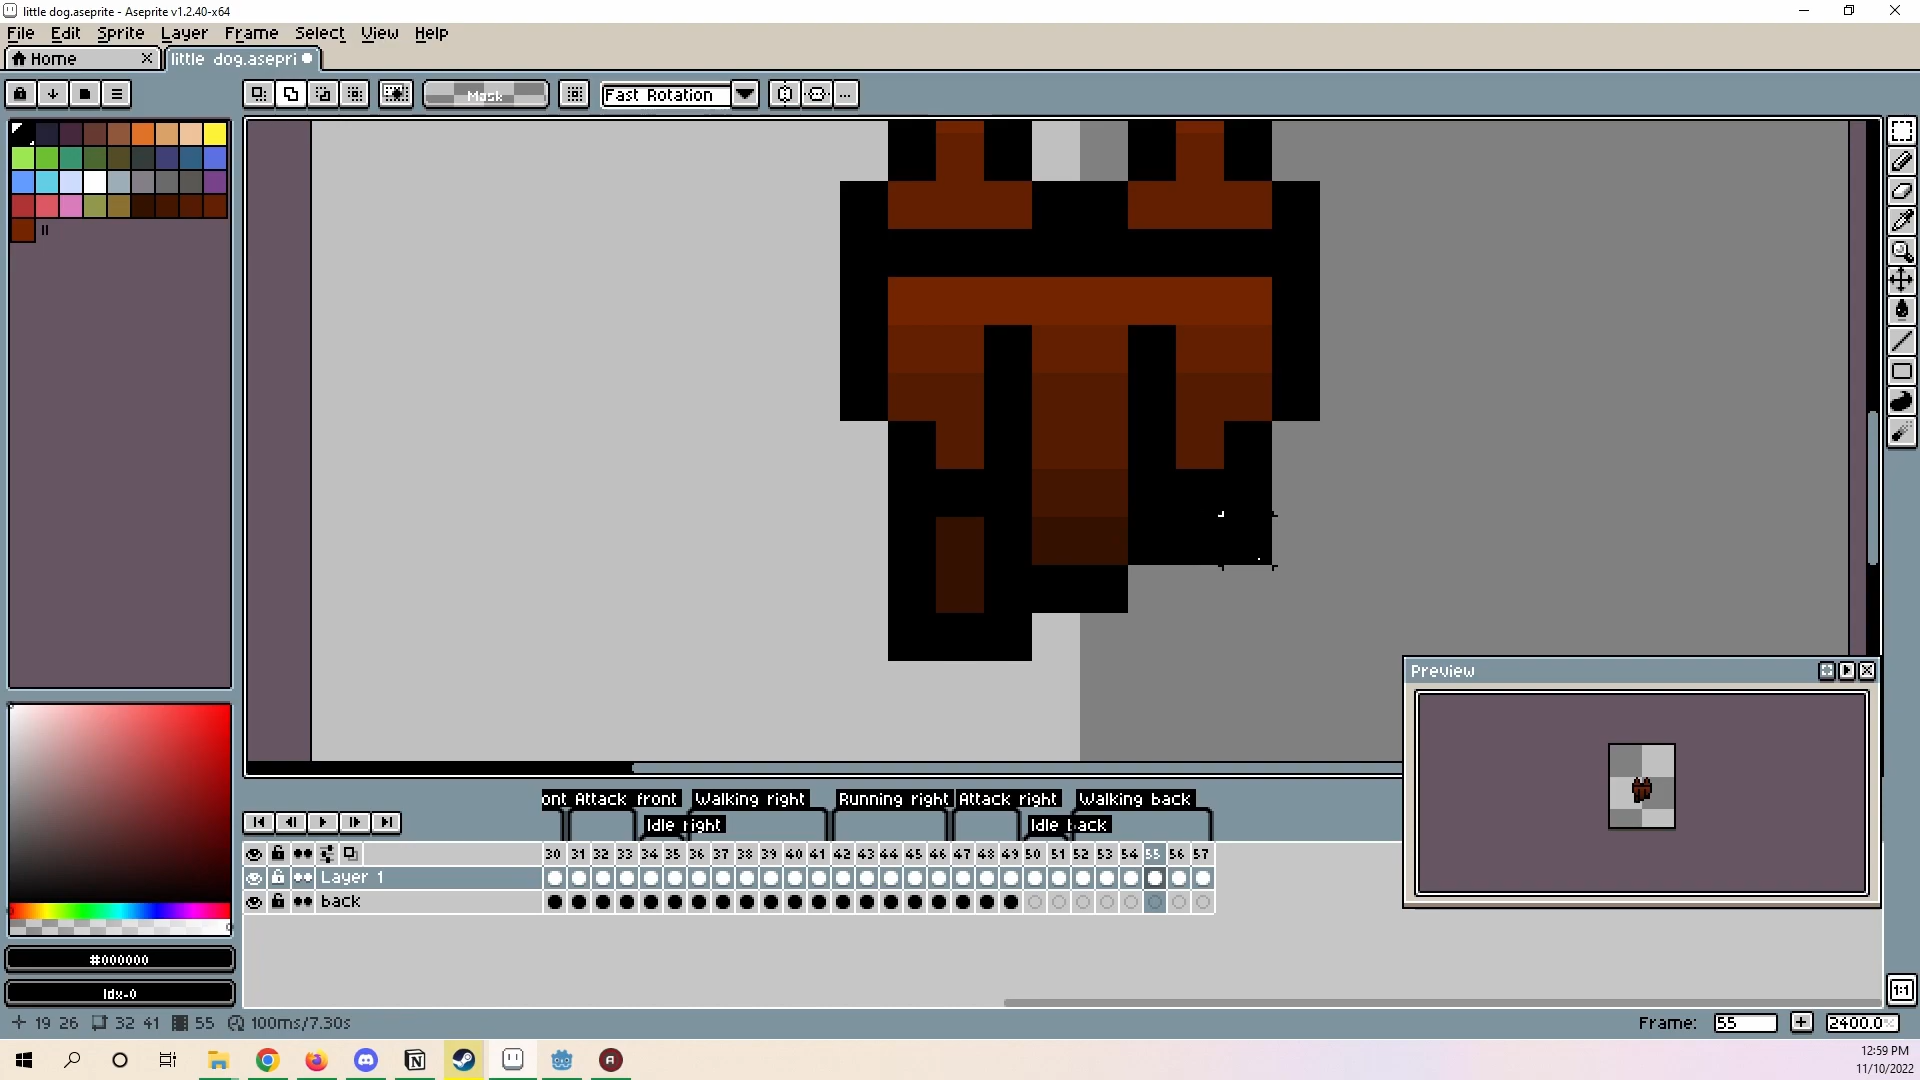 little dog.aseprite - Aseprite v1.2.40-x64
File Edit Sprite Layer Frame Select View Help
Home
little dog.asepri
Mask
Fast Rotation
Preview
ont Attack front Walking right Running right Attack right Walking back
Idle right Idle back
30 31 32 33 34 35 36 37 38 39 40 41 42 43 44 45 46 47 48 49 50 51 52 53 54 55 56 57
Layer 1
back
#000000
Idx-0
1:1
19 26 32 41 55 100ms/7.30s
Frame: 55 2400.0
12:59 PM
11/10/2022